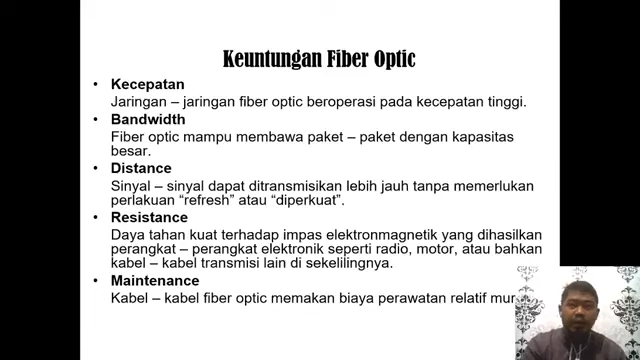 Keuntungan Fiber Optic
• Kecepatan
Jaringan – jaringan fiber optic beroperasi pada kecepatan tinggi.
• Bandwidth
Fiber optic mampu membawa paket – paket dengan kapasitas
besar.
• Distance
Sinyal – sinyal dapat ditransmisikan lebih jauh tanpa memerlukan
perlakuan “refresh” atau “diperkuat”.
• Resistance
Daya tahan kuat terhadap impas elektronmagnetik yang dihasilkan
perangkat – perangkat elektronik seperti radio, motor, atau bahkan
kabel – kabel transmisi lain di sekelilingnya.
• Maintenance
Kabel – kabel fiber optic memakan biaya perawatan relatif